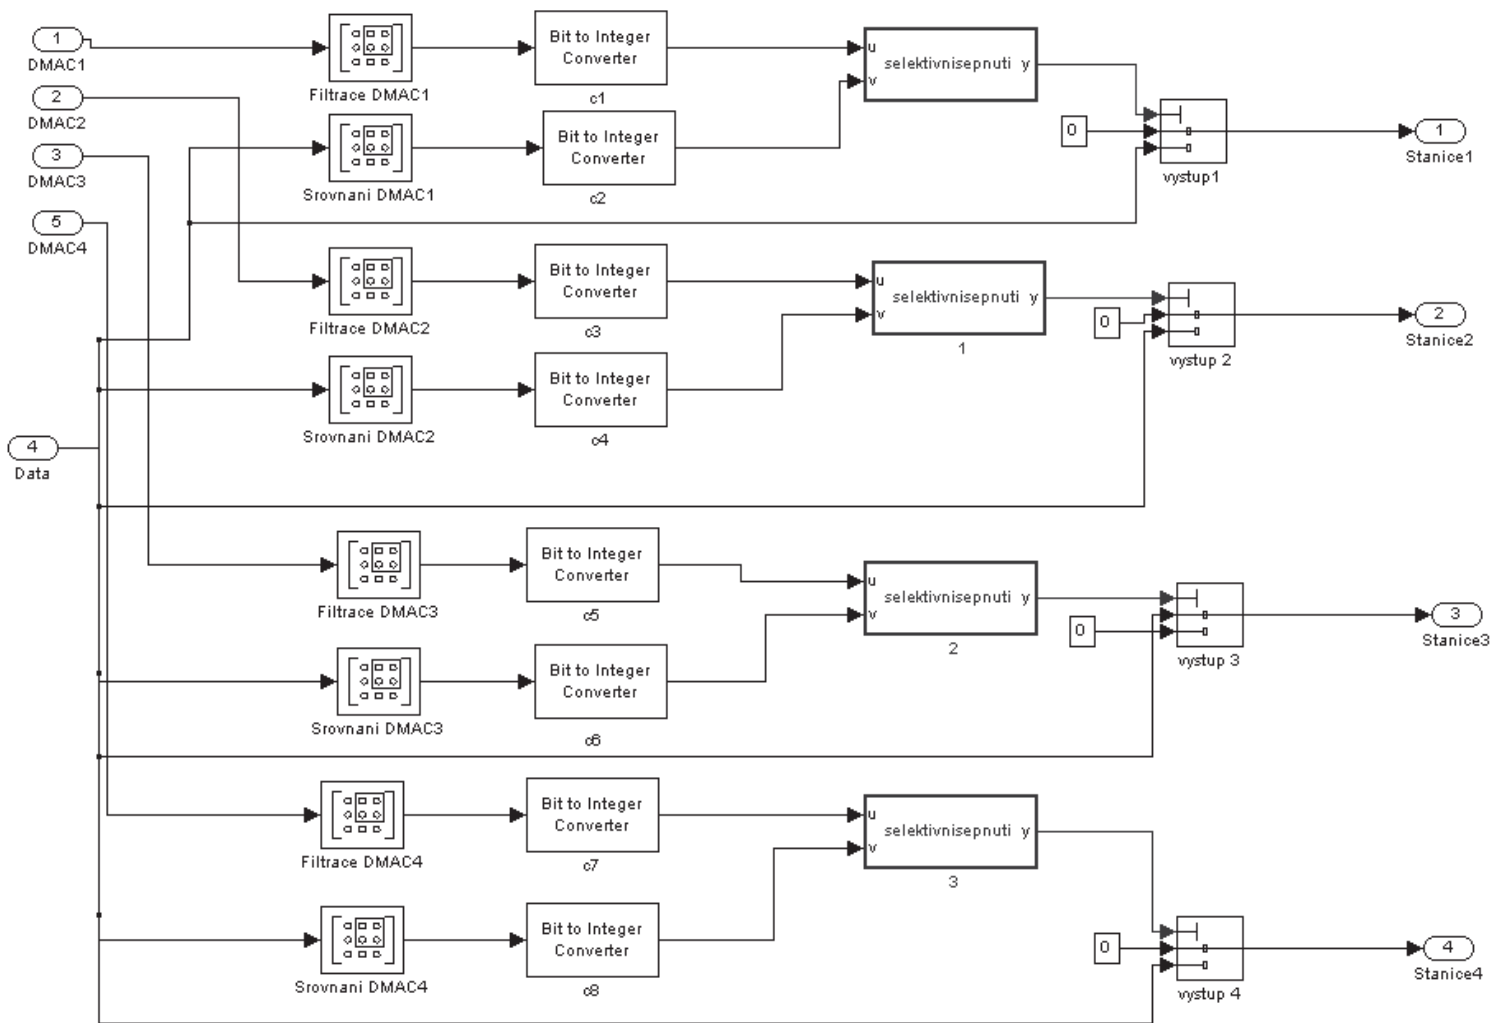 1
DMAC1
2
DMAC2
3
DMAC3
5
DMAC4
4
Data
Filtrace DMAC1
Bit to Integer
Converter
c1
u
v
selektivnisepnuti y
Srovnani DMAC1
Bit to Integer
Converter
c2
0
vystup1
1
Stanice1
Filtrace DMAC2
Bit to Integer
Converter
c3
u
v
selektivnisepnuti y
1
Srovnani DMAC2
Bit to Integer
Converter
c4
0
vystup 2
2
Stanice2
Filtrace DMAC3
Bit to Integer
Converter
c5
u
v
selektivnisepnuti y
2
Srovnani DMAC3
Bit to Integer
Converter
c6
0
vystup 3
3
Stanice3
Filtrace DMAC4
Bit to Integer
Converter
c7
u
v
selektivnisepnuti y
3
Srovnani DMAC4
Bit to Integer
Converter
c8
0
vystup 4
4
Stanice4